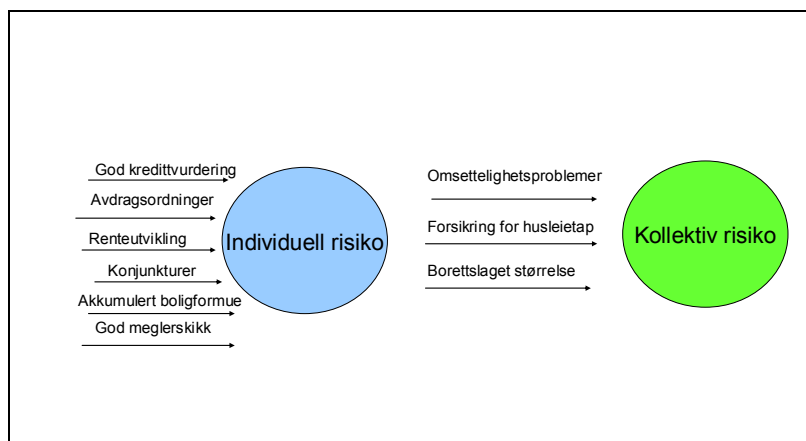 God kredittvurdering
Avdragsordninger
Renteutvikling
Konjunkturer
Akkumulert boligformue
God meglerskikk
Individuell risiko
Omsettelighetsproblemer
Forsikring for husleietap
Borettslaget størrelse
Kollektiv risiko